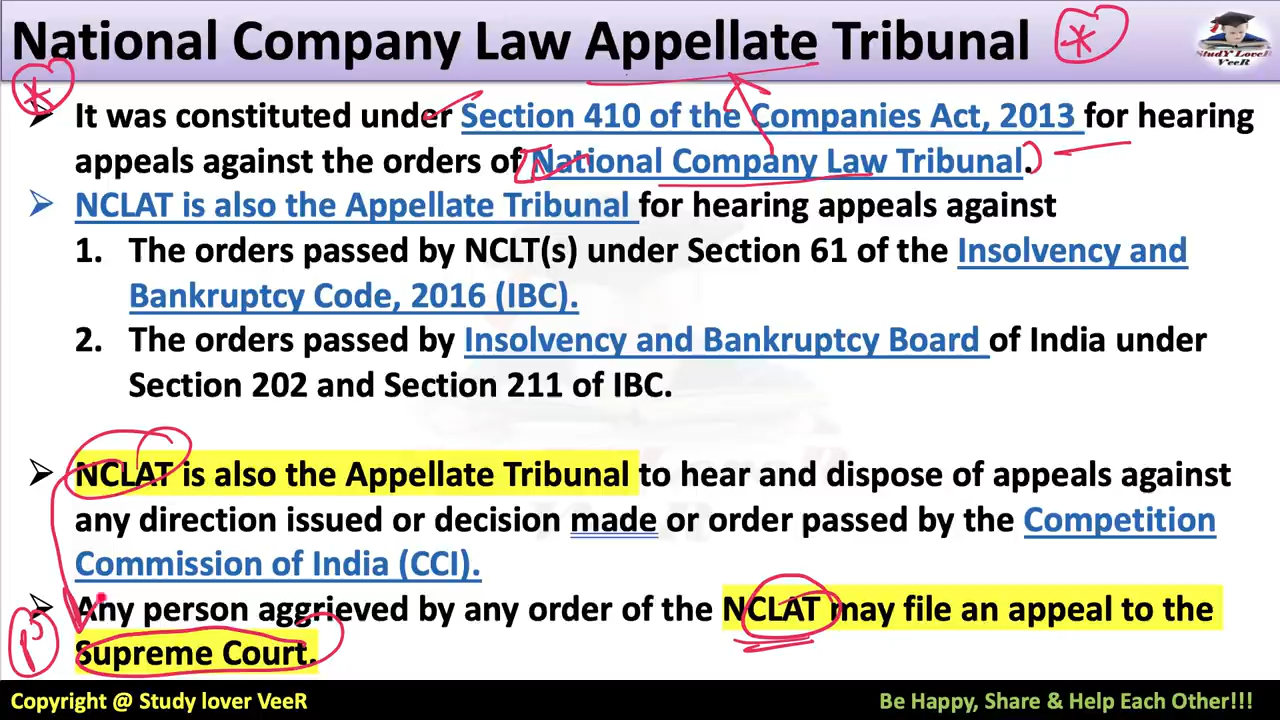 National Company Law Appellate Tribunal
StudY LoveR
VeeR
It was constituted under Section 410 of the Companies Act, 2013 for hearing
appeals against the orders of National Company Law Tribunal.
NCLAT is also the Appellate Tribunal for hearing appeals against
1. The orders passed by NCLT(s) under Section 61 of the Insolvency and
Bankruptcy Code, 2016 (IBC).
2. The orders passed by Insolvency and Bankruptcy Board of India under
Section 202 and Section 211 of IBC.
NCLAT is also the Appellate Tribunal to hear and dispose of appeals against
any direction issued or decision made or order passed by the Competition
Commission of India (CCI).
Any person aggrieved by any order of the NCLAT may file an appeal to the
Supreme Court.
Copyright @ Study lover VeeR
Be Happy, Share & Help Each Other!!!